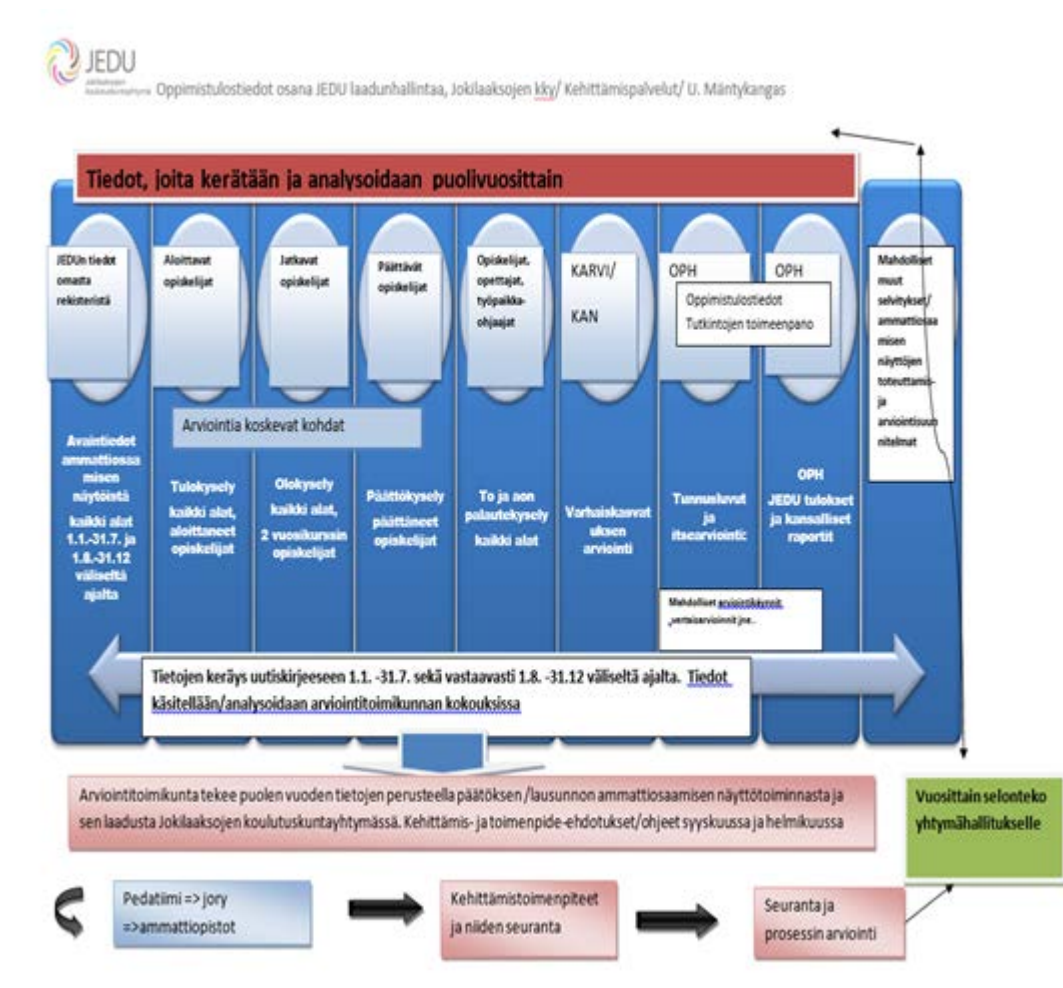 JEDU
Jokilaaksojen
koulutuskuntayhtymä
Oppimistulostiedot osana JEDU laadunhallintaa, Jokilaaksojen kky/ Kehittämispalvelut/ U. Mäntykangas
Tiedot, joita kerätään ja analysoidaan puolivuosittain
JEDUn tiedot
omasta
rekisteristä
Aloittavat
opiskelijat
Jatkavat
opiskelijat
Päättävät
opiskelijat
Opiskelijat,
opettajat,
työpaikka-
ohjaajat
KARVI/
KAN
OPH
OPH
Oppimistulostiedot
Tutkintojen toimeenpano
Mahdolliset
muut
selvitykset/
ammattiosaa
misen
näyttöjen
toteuttamis-
ja
arviointisuun
nitelmat
Arviointia koskevat kohdat
Avaintiedot
ammattiosaa
misen
näytöistä
kaikki alat
1.1.-31.7. ja
1.8.-31.12
väliseltä
ajalta
Tulokysely
kaikki alat,
aloittaneet
opiskelijat
Olokysely
kaikki alat,
2 vuosikurssin
opiskelijat
Päättökysely
päättäneet
opiskelijat
To ja aon
palautekysely
kaikki alat
Varhaiskasvat
uksen
arviointi
Tunnusluvut
ja
itsearviointi:
OPH
JEDU tulokset
ja kansalliset
raportit
Mahdolliset arviointikäynnit,
,vertaisarvioinnit jne..
Tietojen keräys uutiskirjeeseen 1.1. -31.7. sekä vastaavasti 1.8. -31.12 väliseltä ajalta. Tiedot
käsitellään/analysoidaan arviointitoimikunnan kokouksissa
Arviointitoimikunta tekee puolen vuoden tietojen perusteella päätöksen /lausunnon ammattiosaamisen näyttötoiminnasta ja
sen laadusta Jokilaaksojen koulutuskuntayhtymässä. Kehittämis- ja toimenpide-ehdotukset/ohjeet syyskuussa ja helmikuussa
Vuosittain selonteko
yhtymähallitukselle
Pedatiimi => jory
=>ammattiopistot
Kehittämistoimenpiteet
ja niiden seuranta
Seuranta ja
prosessin arviointi